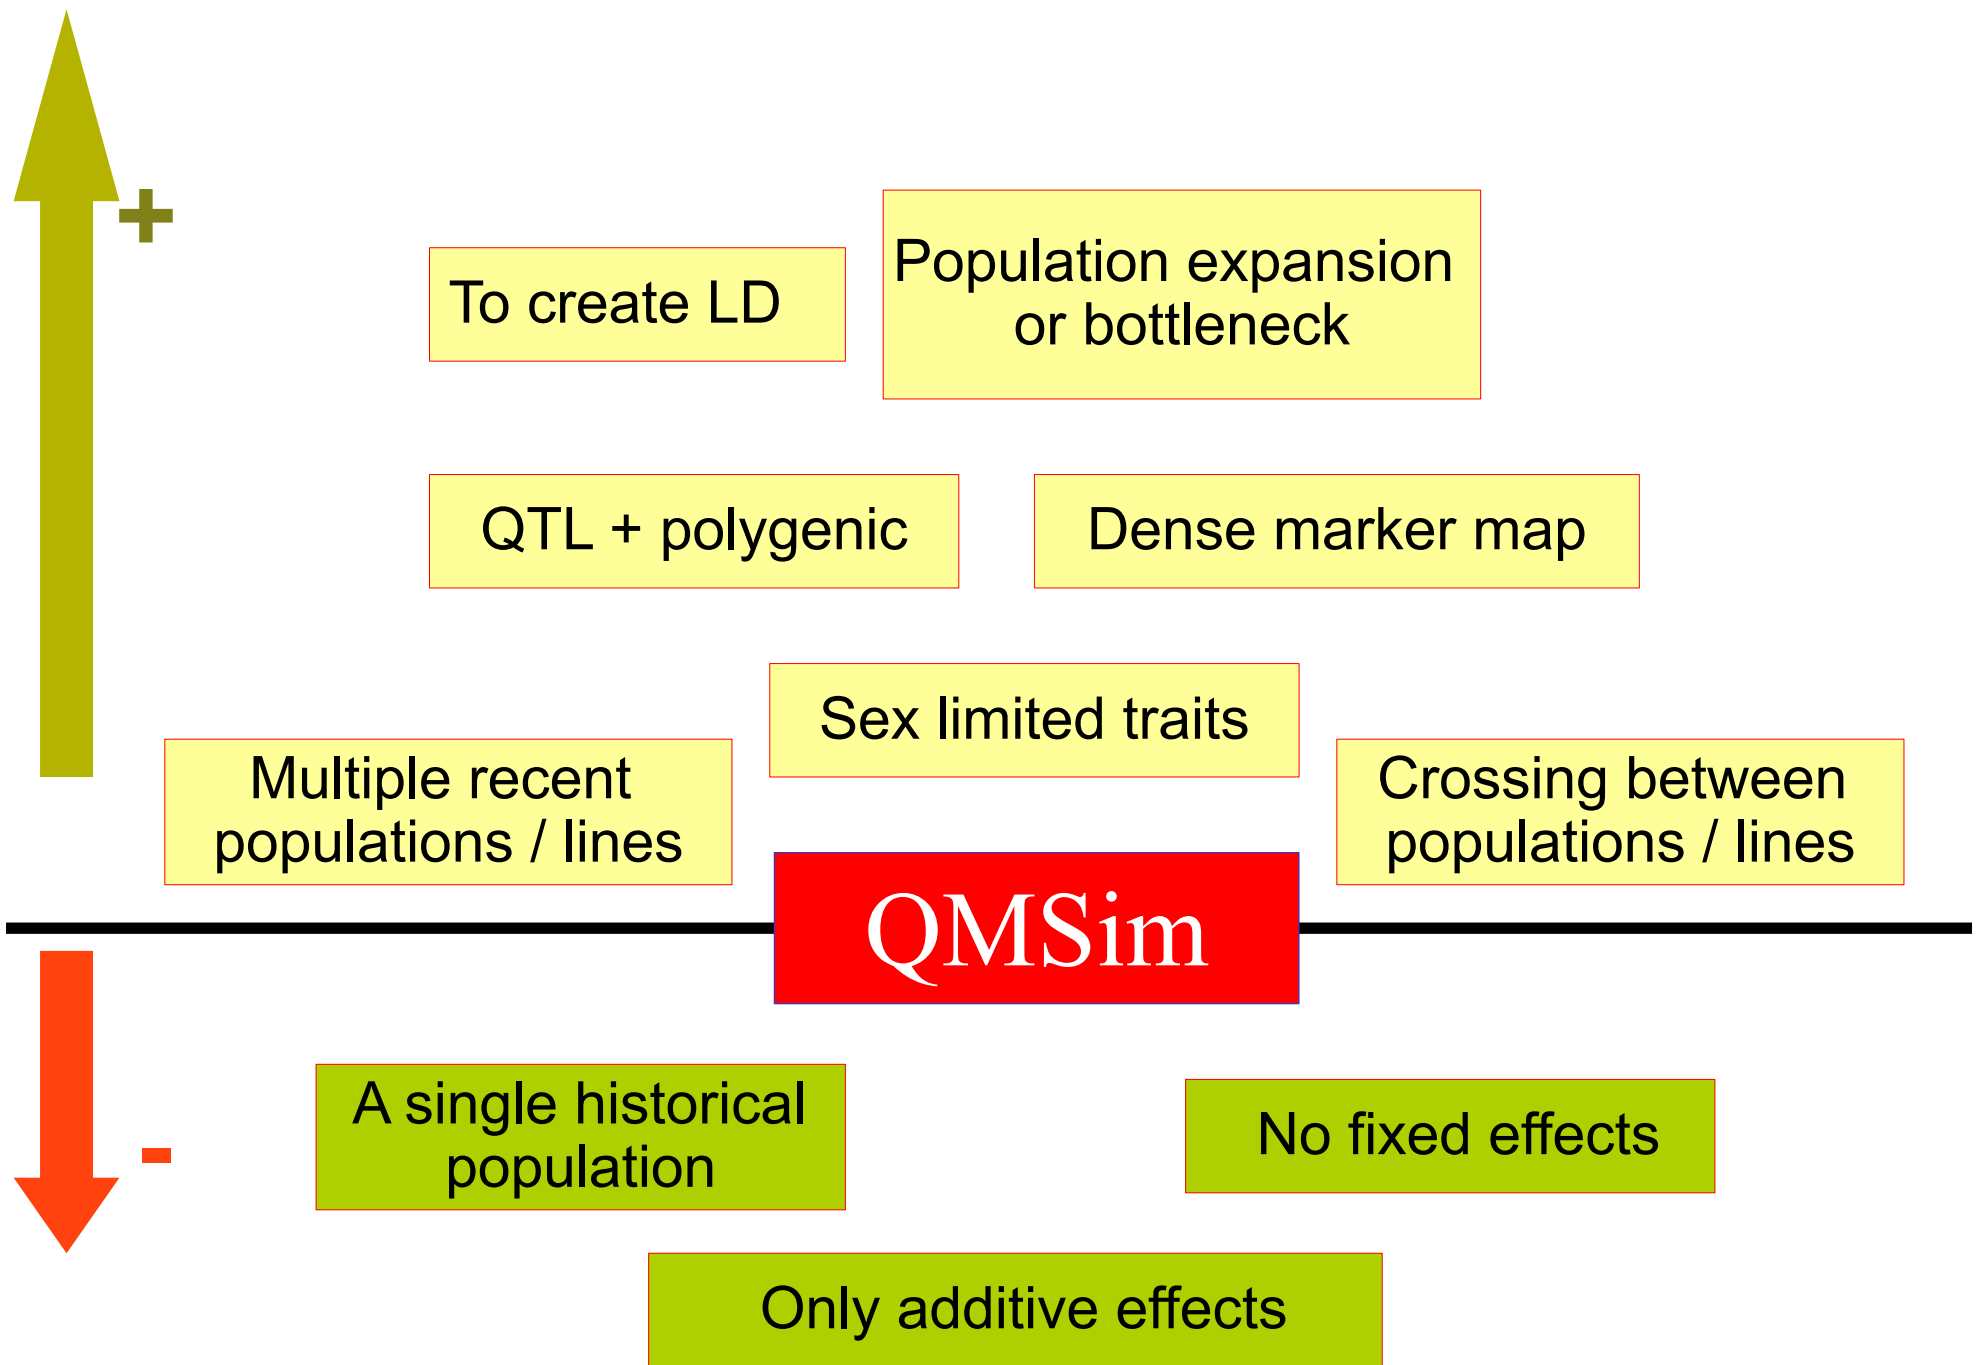 +
To create LD
Population expansion
or bottleneck
QTL + polygenic
Dense marker map
Sex limited traits
Multiple recent
populations / lines
Crossing between
populations / lines
QMSim
-
A single historical
population
No fixed effects
Only additive effects